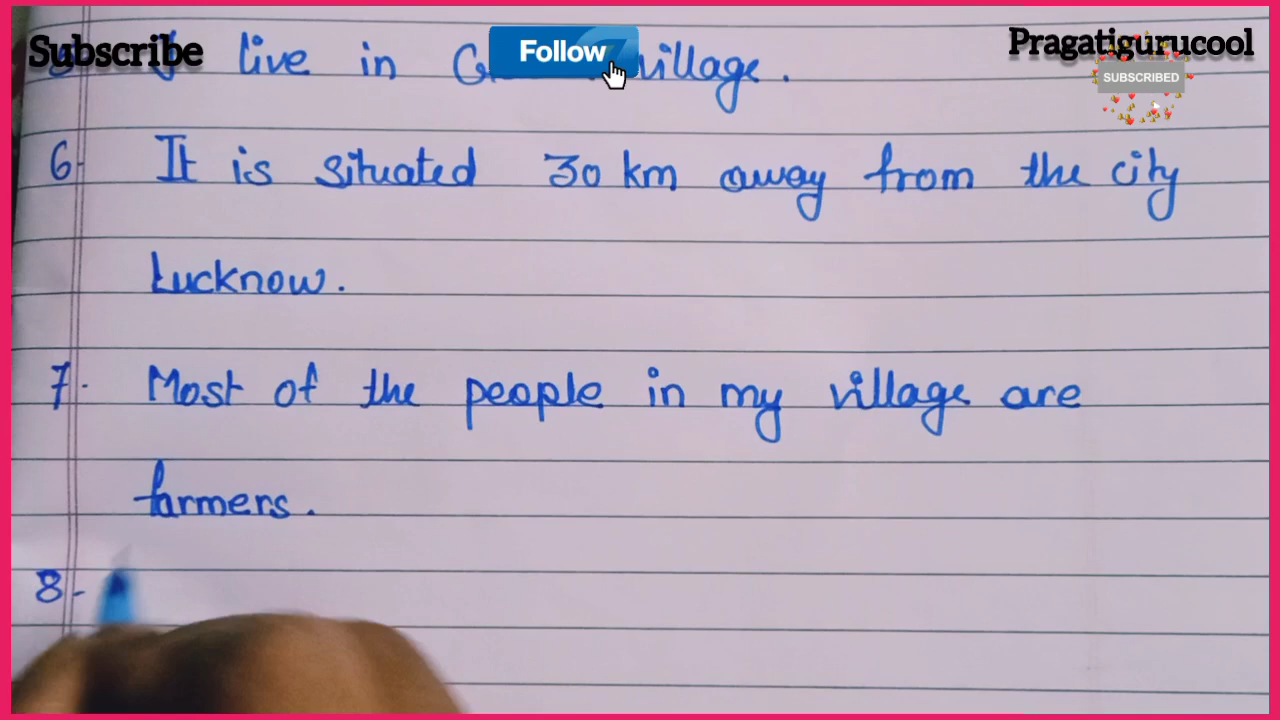 Subscribe
Follow
Pragatigurucool
SUBSCRIBED
I live in village.
6. It is situated 30 km away from the city
Lucknow.
7. Most of the people in my village are
farmers.
8-